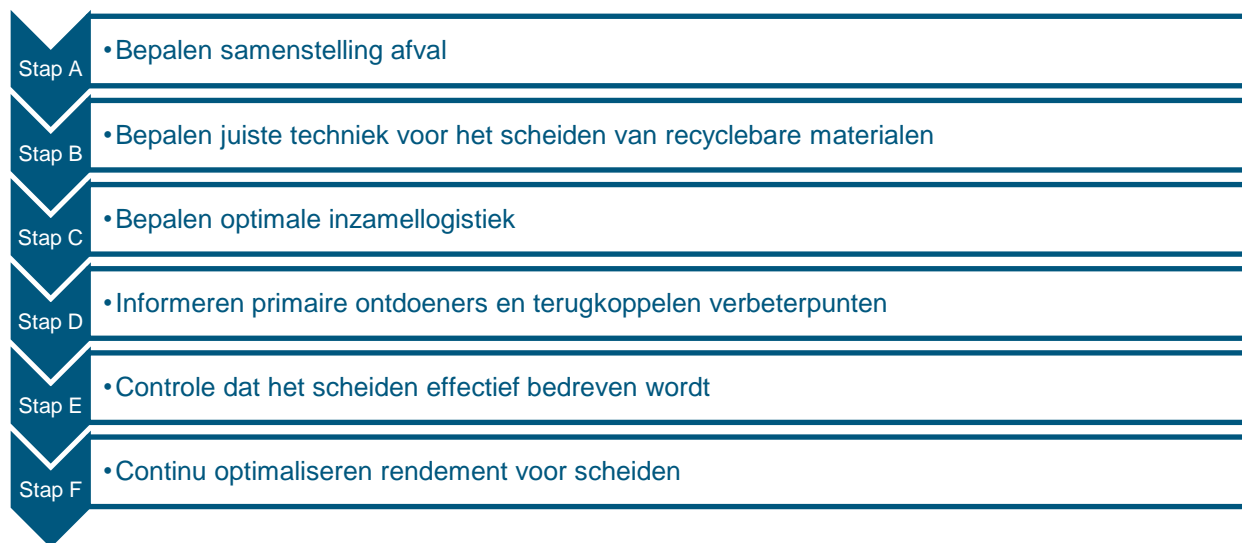 Stap A
•Bepalen samenstelling afval
Stap B
•Bepalen juiste techniek voor het scheiden van recyclebare materialen
Stap C
•Bepalen optimale inzamellogistiek
Stap D
•Informeren primaire ontdoeners en terugkoppelen verbeterpunten
Stap E
•Controle dat het scheiden effectief bedreven wordt
Stap F
•Continu optimaliseren rendement voor scheiden